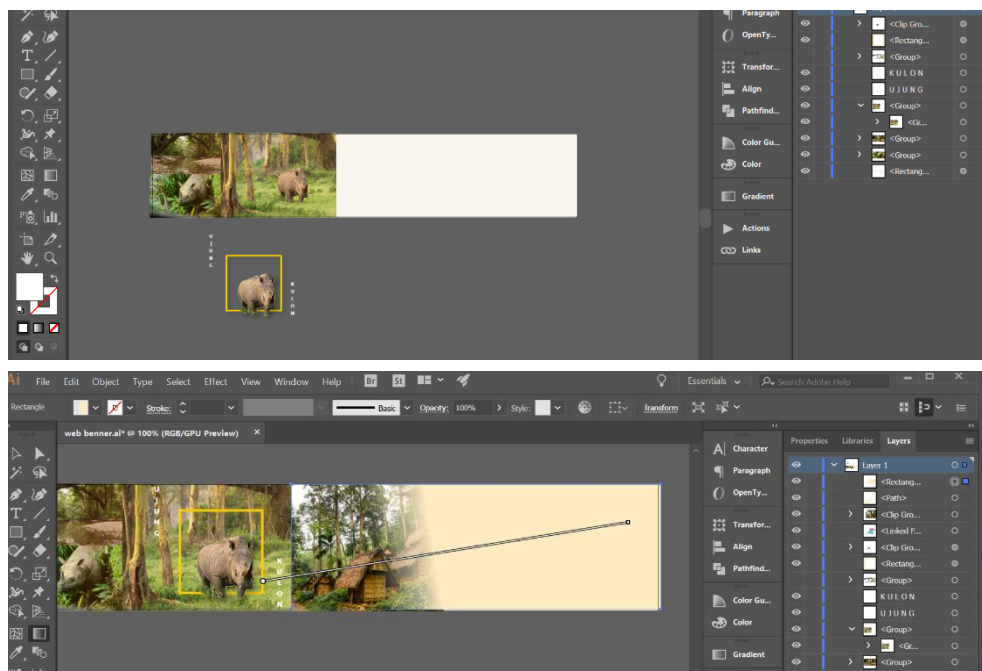 Paragraph
OpenTy...
Transfor...
Align
Pathfind...
Color Gu...
Color
Gradient
Actions
Links
<Clip Gro...
<Rectang...
<Group>
K U L O N
U J U N G
<Group>
<Gr...
<Group>
<Group>
<Rectang...
T
U J U N G
K U L O N
Ai File Edit Object Type Select Effect View Window Help Br St Essentials Search Adobe Help
Rectangle Stroke: Basic Opacity: 100% Style: Transform
web benner.ai* @ 100% (RGB/GPU Preview) ×
Character
Paragraph
OpenTy...
Transfor...
Align
Pathfind...
Color Gu...
Color
Gradient
Properties Libraries Layers
Layer 1
<Rectang...
<Path>
<Clip Gro...
<Linked F...
<Clip Gro...
<Rectang...
<Group>
K U L O N
U J U N G
<Group>
<Gr...
<Group>
T
U J U N G
K U L O N